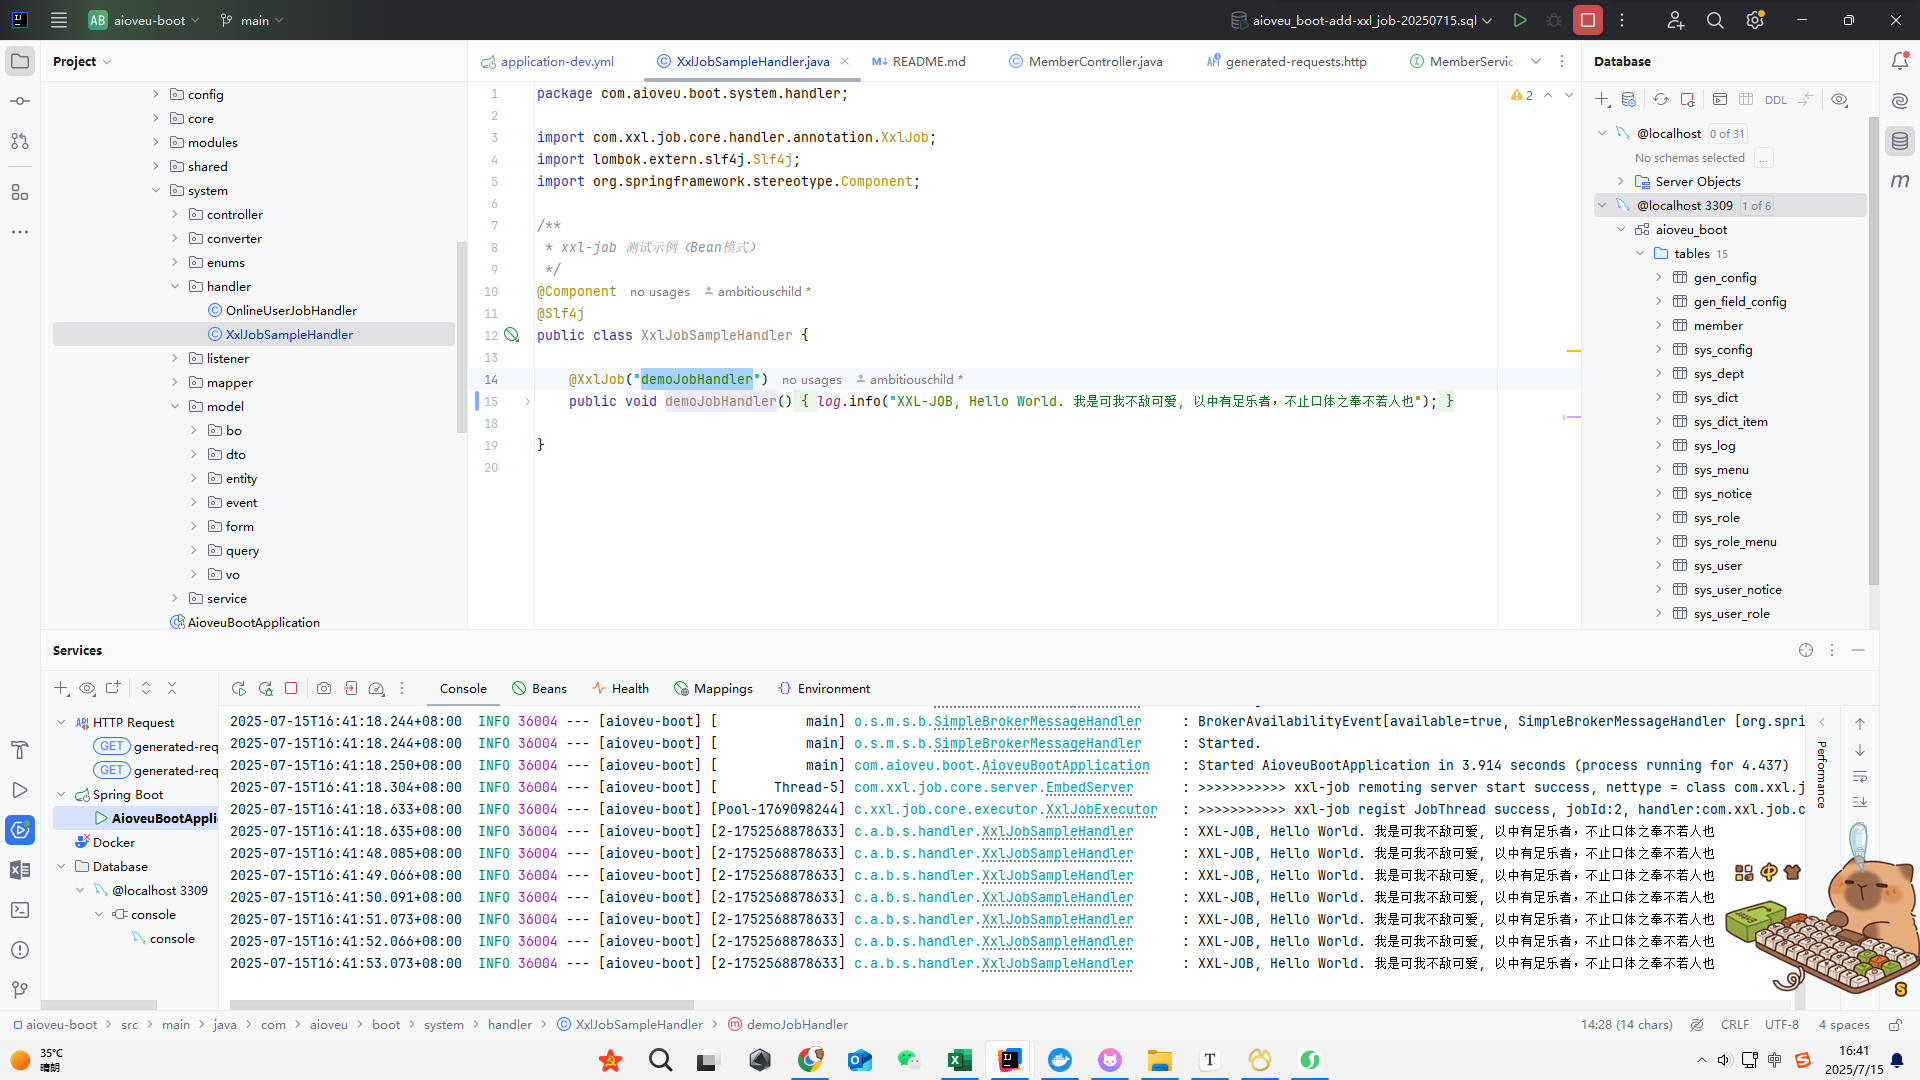 AB aioveu-boot main aioveu_boot-add-xxl_job-20250715.sql
Project
config
core
modules
shared
system
controller
converter
enums
handler
OnlineUserJobHandler
XxlJobSampleHandler
listener
mapper
model
bo
dto
entity
event
form
query
vo
service
AioveuBootApplication
application-dev.yml XxlJobSampleHandler.java README.md MemberController.java generated-requests.http MemberServic
1 package com.aioveu.boot.system.handler;
2
3 import com.xxl.job.core.handler.annotation.XxlJob;
4 import lombok.extern.slf4j.Slf4j;
5 import org.springframework.stereotype.Component;
6
7 /**
8 * xxl-job 测试示例（Bean模式）
9 */
10 @Component no usages ambitiouschild *
11 @Slf4j
12 public class XxlJobSampleHandler {
13
14 @XxlJob("demoJobHandler") no usages ambitiouschild *
15 public void demoJobHandler() { log.info("XXL-JOB, Hello World. 我是可我不敌可爱, 以中有足乐者，不止口体之奉不若人也"); }
18
19 }
20
2
Database
DDL
@localhost 0 of 31
No schemas selected ...
Server Objects
@localhost 3309 1 of 6
aioveu_boot
tables 15
gen_config
gen_field_config
member
sys_config
sys_dept
sys_dict
sys_dict_item
sys_log
sys_menu
sys_notice
sys_role
sys_role_menu
sys_user
sys_user_notice
sys_user_role
Services
Console Beans Health Mappings Environment
API HTTP Request
GET generated-req
GET generated-req
Spring Boot
AioveuBootAppli
Docker
Database
@localhost 3309
console
console
2025-07-15T16:41:18.244+08:00 INFO 36004 --- [aioveu-boot] [ main] o.s.m.s.b.SimpleBrokerMessageHandler : BrokerAvailabilityEvent[available=true, SimpleBrokerMessageHandler [org.spri
2025-07-15T16:41:18.244+08:00 INFO 36004 --- [aioveu-boot] [ main] o.s.m.s.b.SimpleBrokerMessageHandler : Started.
2025-07-15T16:41:18.250+08:00 INFO 36004 --- [aioveu-boot] [ main] com.aioveu.boot.AioveuBootApplication : Started AioveuBootApplication in 3.914 seconds (process running for 4.437)
2025-07-15T16:41:18.304+08:00 INFO 36004 --- [aioveu-boot] [ Thread-5] com.xxl.job.core.server.EmbedServer : >>>>>>>>>>> xxl-job remoting server start success, nettype = class com.xxl.j
2025-07-15T16:41:18.633+08:00 INFO 36004 --- [aioveu-boot] [Pool-1769098244] c.xxl.job.core.executor.XxlJobExecutor : >>>>>>>>>>> xxl-job regist JobThread success, jobId:2, handler:com.xxl.job.c
2025-07-15T16:41:18.635+08:00 INFO 36004 --- [aioveu-boot] [2-1752568878633] c.a.b.s.handler.XxlJobSampleHandler : XXL-JOB, Hello World. 我是可我不敌可爱, 以中有足乐者，不止口体之奉不若人也
2025-07-15T16:41:48.085+08:00 INFO 36004 --- [aioveu-boot] [2-1752568878633] c.a.b.s.handler.XxlJobSampleHandler : XXL-JOB, Hello World. 我是可我不敌可爱, 以中有足乐者，不止口体之奉不若人也
2025-07-15T16:41:49.066+08:00 INFO 36004 --- [aioveu-boot] [2-1752568878633] c.a.b.s.handler.XxlJobSampleHandler : XXL-JOB, Hello World. 我是可我不敌可爱, 以中有足乐者，不止口体之奉不若人也
2025-07-15T16:41:50.091+08:00 INFO 36004 --- [aioveu-boot] [2-1752568878633] c.a.b.s.handler.XxlJobSampleHandler : XXL-JOB, Hello World. 我是可我不敌可爱, 以中有足乐者，不止口体之奉不若人也
2025-07-15T16:41:51.073+08:00 INFO 36004 --- [aioveu-boot] [2-1752568878633] c.a.b.s.handler.XxlJobSampleHandler : XXL-JOB, Hello World. 我是可我不敌可爱, 以中有足乐者，不止口体之奉不若人也
2025-07-15T16:41:52.066+08:00 INFO 36004 --- [aioveu-boot] [2-1752568878633] c.a.b.s.handler.XxlJobSampleHandler : XXL-JOB, Hello World. 我是可我不敌可爱, 以中有足乐者，不止口体之奉不若人也
2025-07-15T16:41:53.073+08:00 INFO 36004 --- [aioveu-boot] [2-1752568878633] c.a.b.s.handler.XxlJobSampleHandler : XXL-JOB, Hello World. 我是可我不敌可爱, 以中有足乐者，不止口体之奉不若人也
Performance
aioveu-boot src main java com aioveu boot system handler XxlJobSampleHandler demoJobHandler 14:28 (14 chars) CRLF UTF-8 4 spaces
35°C
晴朗
中
16:41
2025/7/15